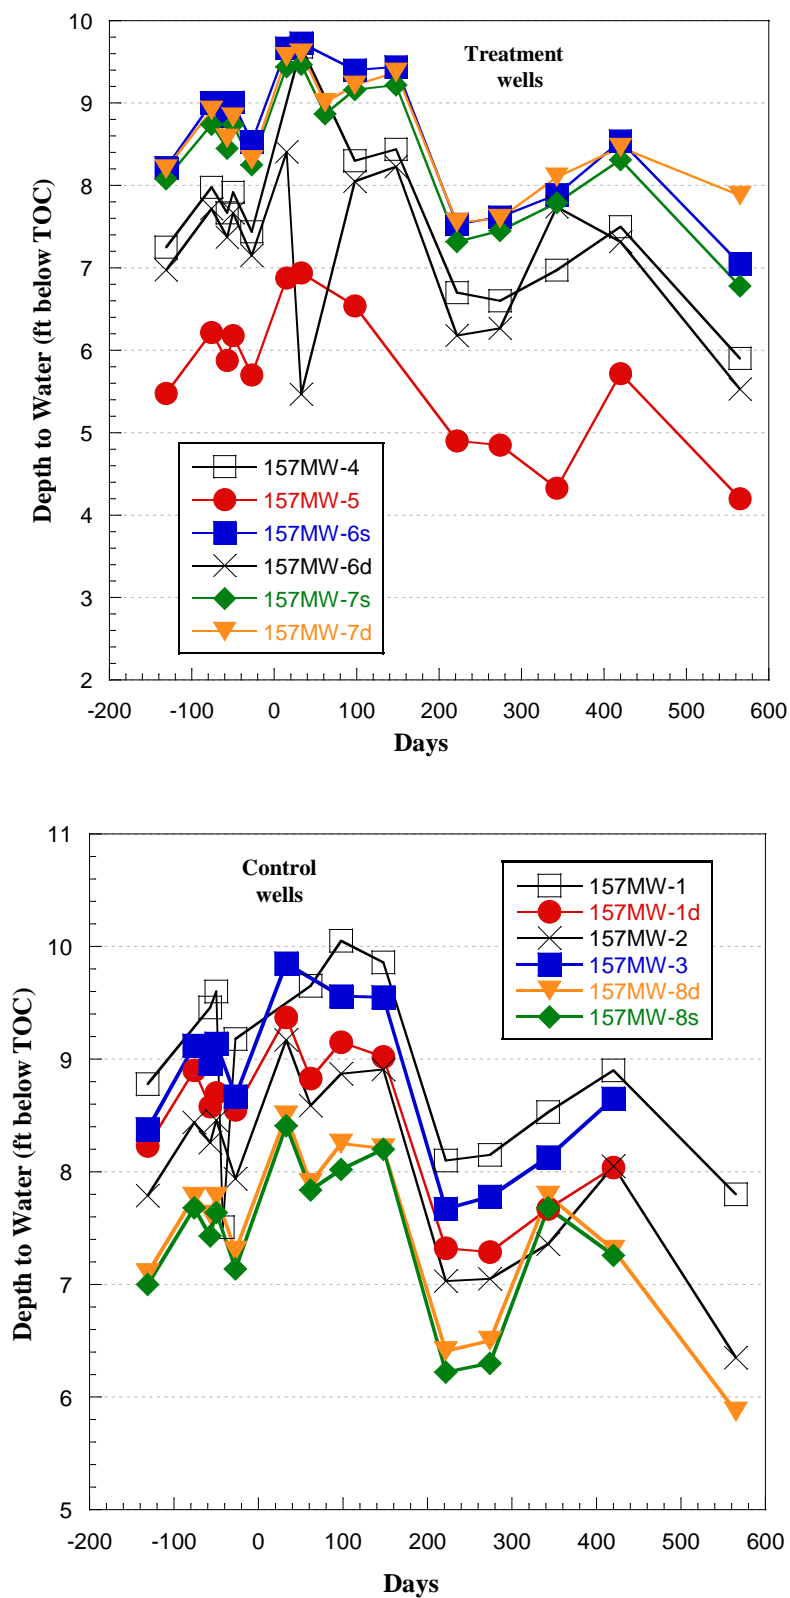 10
9
8
7
6
5
4
3
2
Depth to Water (ft below TOC)
Treatment
wells
157MW-4
157MW-5
157MW-6s
157MW-6d
157MW-7s
157MW-7d
-200 -100 0 100 200 300 400 500 600
Days
11
10
9
8
7
6
5
Depth to Water (ft below TOC)
Control
wells
157MW-1
157MW-1d
157MW-2
157MW-3
157MW-8d
157MW-8s
-200 -100 0 100 200 300 400 500 600
Days